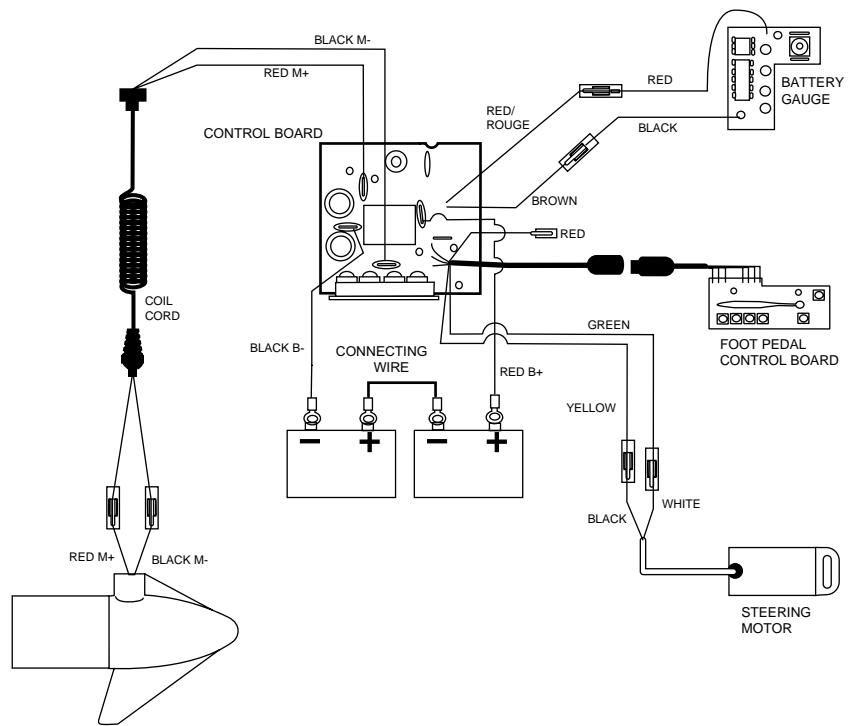 BLACK M-
RED M+
CONTROL BOARD
RED/
ROUGE
RED
BLACK
BATTERY
GAUGE
BROWN
RED
COIL
CORD
GREEN
FOOT PEDAL
CONTROL BOARD
BLACK B-
CONNECTING
WIRE
RED B+
YELLOW
BLACK
WHITE
RED M+
BLACK M-
STEERING
MOTOR